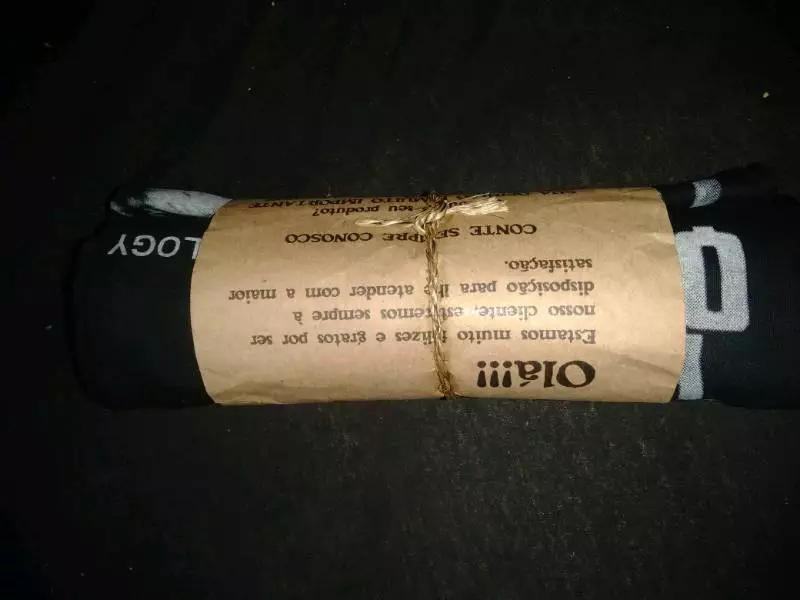 Olá!!!
Estamos muito felizes e gratos por ser
nosso cliente, estaremos sempre à
disposição para lhe atender com a maior
satisfação.
CONTE SEMPRE CONOSCO
seu produto?
MUITO IMPORTANTE
LOGY